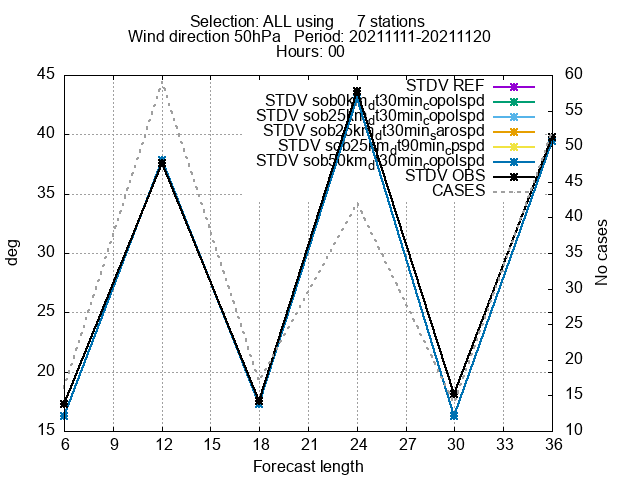 Selection: ALL using 7 stations
Wind direction 50hPa Period: 20211111-20211120
Hours: 00
STDV REF
STDV sob0km_dt30min_copolspd
STDV sob25km_dt30min_copolspd
STDV sob25km_dt30min_sarospd
STDV sob25km_dt90min_cpspd
STDV sob50km_dt30min_copolspd
STDV OBS
CASES
deg
No cases
45
40
35
30
25
20
15
60
55
50
45
40
35
30
25
20
15
10
6 9 12 15 18 21 24 27 30 33 36
Forecast length